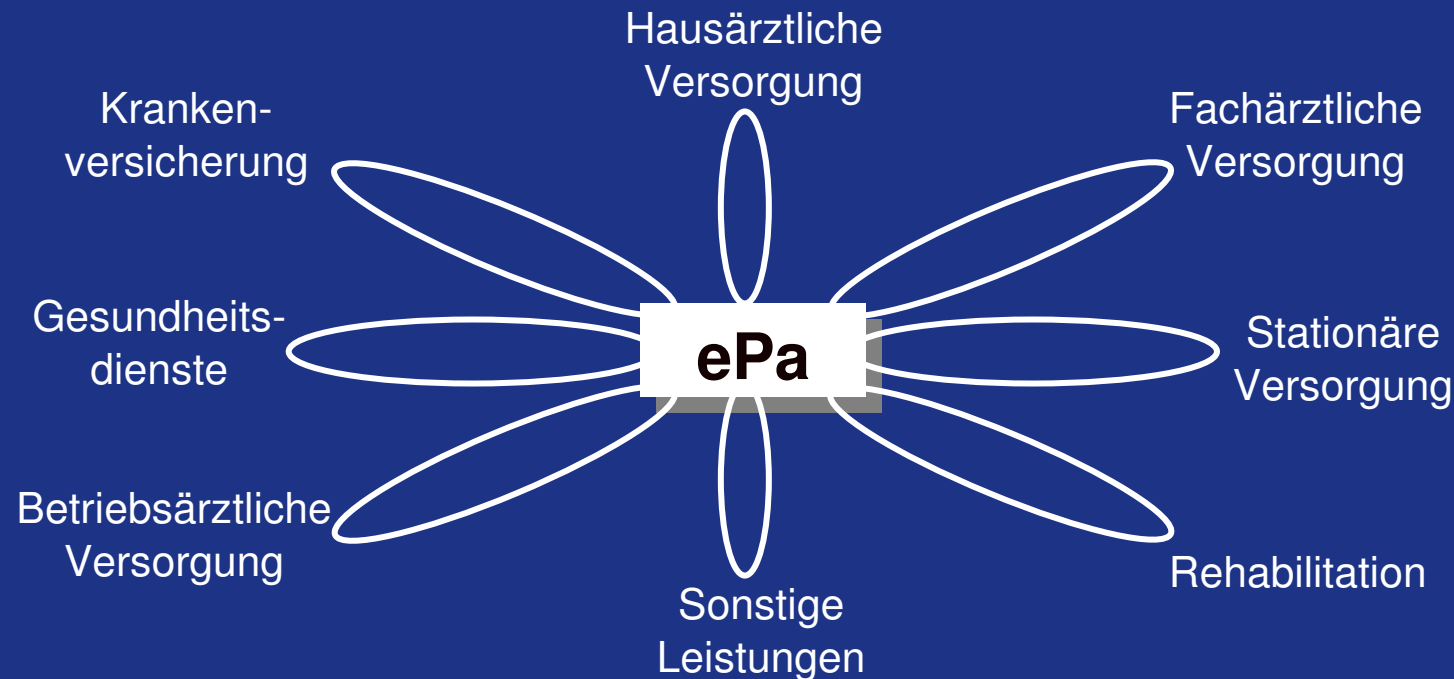 Hausärztliche
Versorgung
Kranken-
versicherung
Fachärztliche
Versorgung
Gesundheits-
dienste
ePa
Stationäre
Versorgung
Betriebsärztliche
Versorgung
Rehabilitation
Sonstige
Leistungen